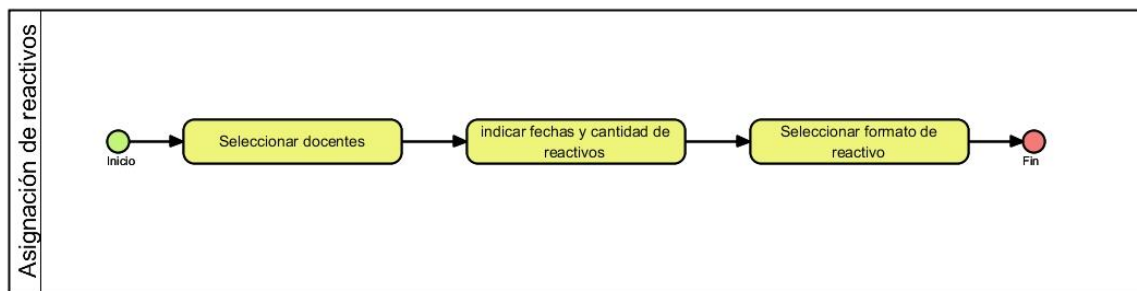 Asignación de reactivos
Inicio
Seleccionar docentes
indicar fechas y cantidad de
reactivos
Seleccionar formato de
reactivo
Fin